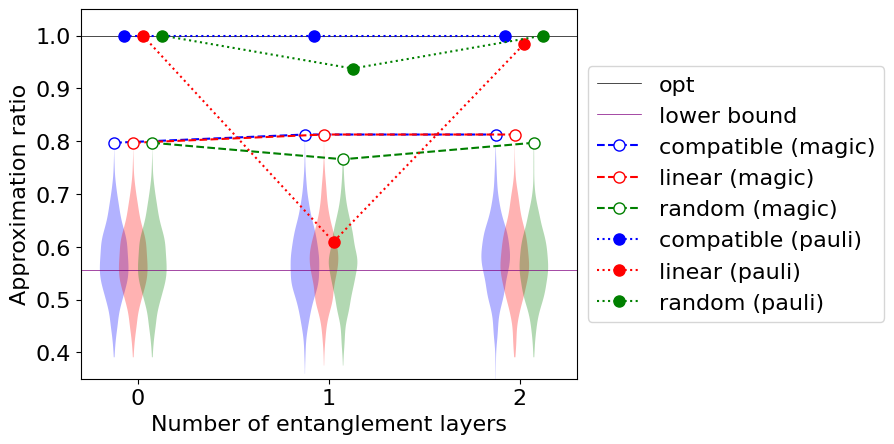 1.0
0.9
0.8
0.7
0.6
0.5
0.4
Approximation ratio
0 1 2
Number of entanglement layers
opt
lower bound
compatible (magic)
linear (magic)
random (magic)
compatible (pauli)
linear (pauli)
random (pauli)